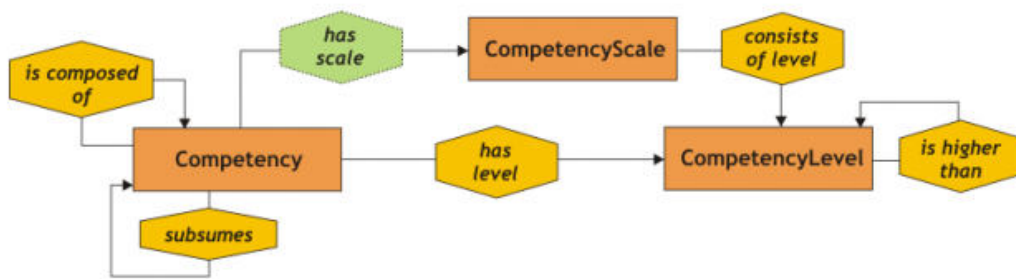 has
scale
CompetencyScale
consists
of level
is composed
of
Competency
has
level
CompetencyLevel
is higher
than
subsumes